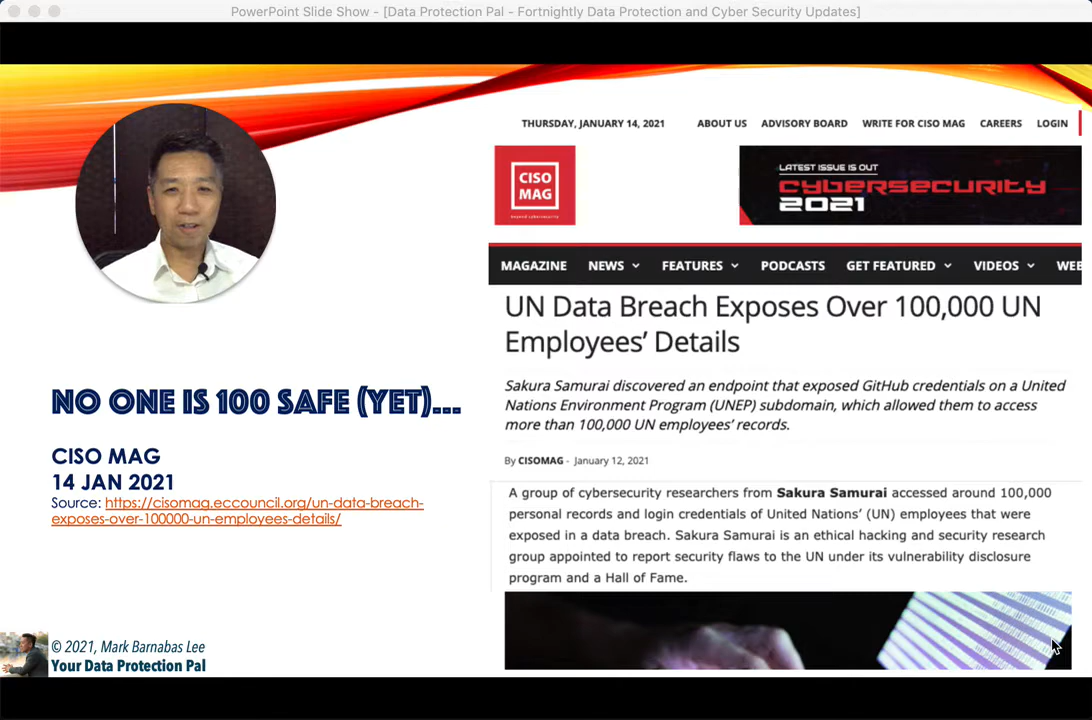 PowerPoint Slide Show - [Data Protection Pal - Fortnightly Data Protection and Cyber Security Updates]
THURSDAY, JANUARY 14, 2021 ABOUT US ADVISORY BOARD WRITE FOR CISO MAG CAREERS LOGIN
CISO
MAG
beyond cybersecurity
LATEST ISSUE IS OUT
CYBERSECURITY
2021
MAGAZINE NEWS FEATURES PODCASTS GET FEATURED VIDEOS WEB
UN Data Breach Exposes Over 100,000 UN
Employees’ Details
Sakura Samurai discovered an endpoint that exposed GitHub credentials on a United
Nations Environment Program (UNEP) subdomain, which allowed them to access
more than 100,000 UN employees’ records.
By CISOMAG - January 12, 2021
A group of cybersecurity researchers from Sakura Samurai accessed around 100,000
personal records and login credentials of United Nations’ (UN) employees that were
exposed in a data breach. Sakura Samurai is an ethical hacking and security research
group appointed to report security flaws to the UN under its vulnerability disclosure
program and a Hall of Fame.
NO ONE IS 100 SAFE (YET)...
CISO MAG
14 JAN 2021
Source: https://cisomag.eccouncil.org/un-data-breach-
exposes-over-100000-un-employees-details/
© 2021, Mark Barnabas Lee
Your Data Protection Pal